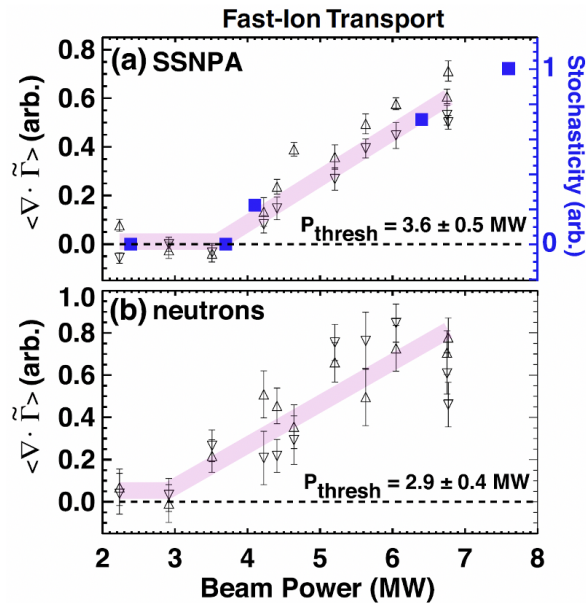 Fast-Ion Transport
(a) SSNPA
<∇ · Γ̃ > (arb.)
0.8
0.6
0.4
0.2
0.0
Stochasticity (arb.)
1
0
P_thresh = 3.6 ± 0.5 MW
(b) neutrons
<∇ · Γ̃ > (arb.)
1.0
0.8
0.6
0.4
0.2
0.0
P_thresh = 2.9 ± 0.4 MW
2 3 4 5 6 7 8
Beam Power (MW)